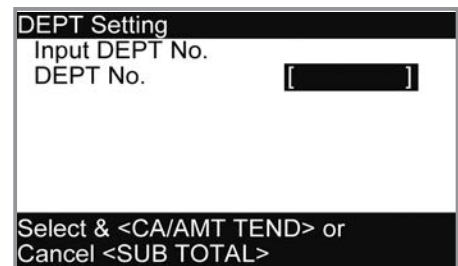 DEPT Setting
Input DEPT No.
DEPT No. [ ]
Select & <CA/AMT TEND> or
Cancel <SUB TOTAL>